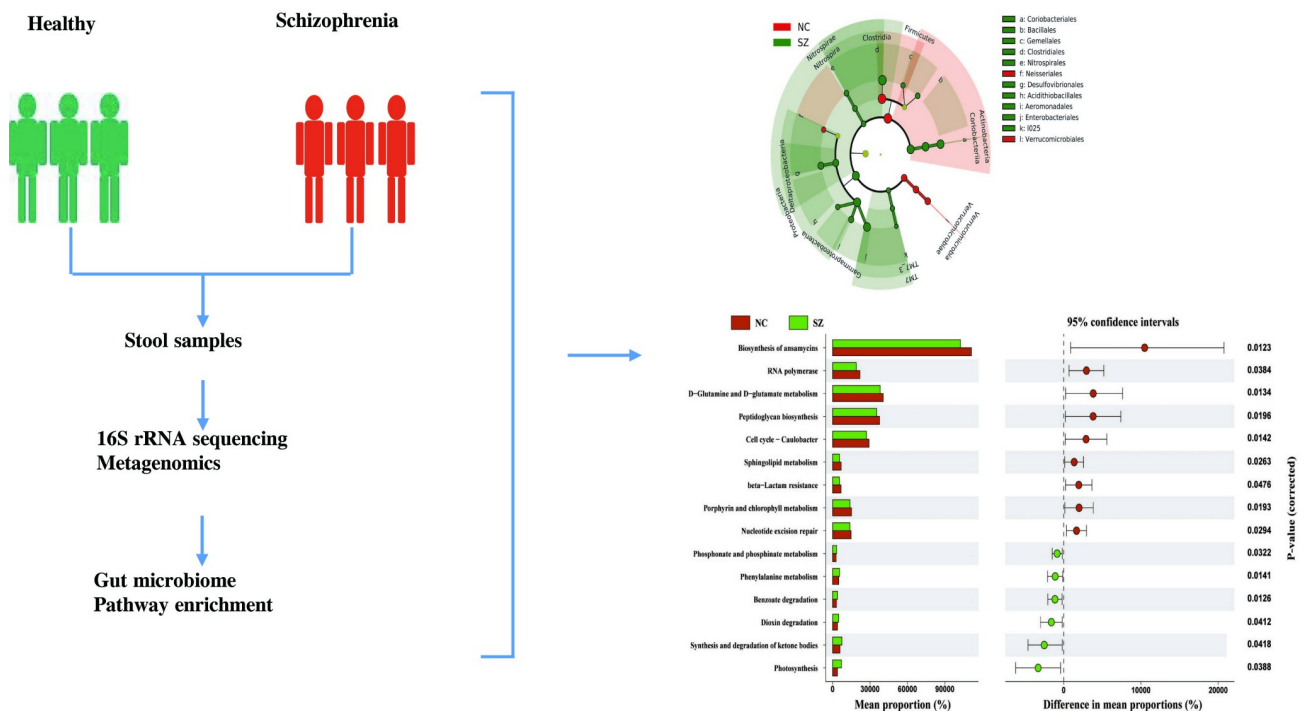 Healthy
Schizophrenia
Stool samples
16S rRNA sequencing
Metagenomics
Gut microbiome
Pathway enrichment
NC
SZ
Nitrospirae
Nitrospira
Clostridia
Firmicutes
Actinobacteria
Coriobacteriia
Verrucomicrobia
Verrucomicrobiae
TM7
TM7_3
Gammaproteobacteria
Proteobacteria
Deltaproteobacteria
e
d
c
b
a
g
h
i
j
k
a: Coriobacteriales
b: Bacillales
c: Gemellales
d: Clostridiales
e: Nitrospirales
f: Neisseriales
g: Desulfovibrionales
h: Acidithiobacillales
i: Aeromonadales
j: Enterobacteriales
k: I025
l: Verrucomicrobiales
NC SZ
95% confidence intervals
Biosynthesis of ansamycins 0.0123
RNA polymerase 0.0384
D-Glutamine and D-glutamate metabolism 0.0134
Peptidoglycan biosynthesis 0.0196
Cell cycle - Caulobacter 0.0142
Sphingolipid metabolism 0.0263
beta-Lactam resistance 0.0476
Porphyrin and chlorophyll metabolism 0.0193
Nucleotide excision repair 0.0294
Phosphonate and phosphinate metabolism 0.0322
Phenylalanine metabolism 0.0141
Benzoate degradation 0.0126
Dioxin degradation 0.0412
Synthesis and degradation of ketone bodies 0.0418
Photosynthesis 0.0388
P-value (corrected)
0 30000 60000 90000
0 20000
Mean proportion (%)
Difference in mean proportions (%)